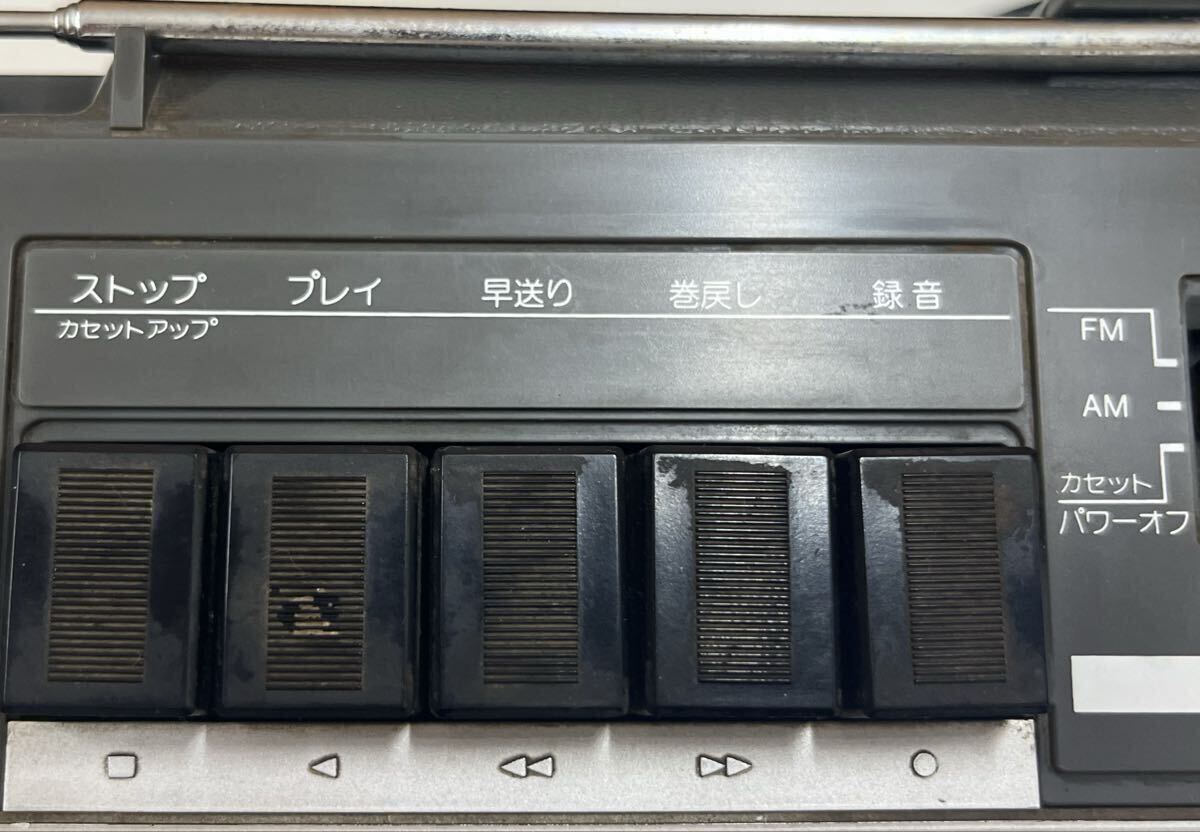 ストップ プレイ 早送り 巻戻し 録音
カセットアップ
FM
AM
カセット
パワーオフ